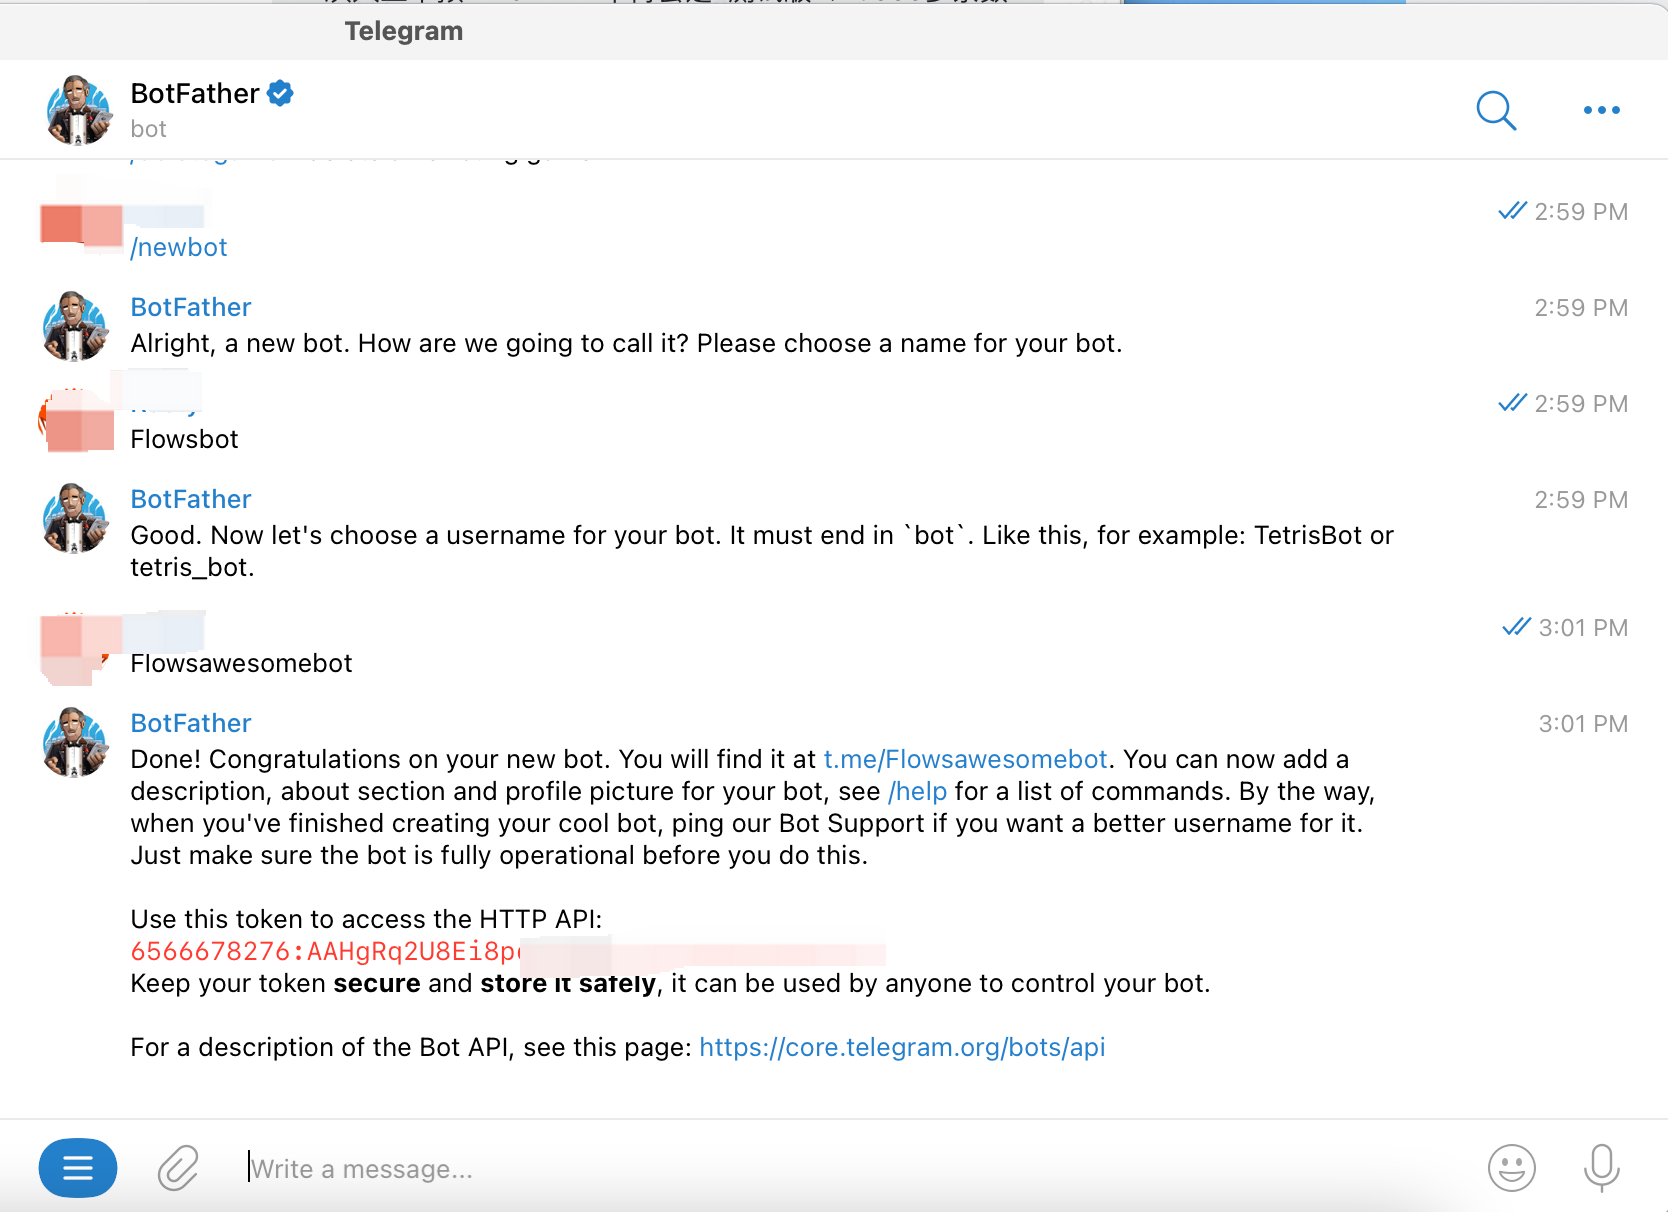 Telegram
BotFather
bot
2:59 PM
/newbot
BotFather
2:59 PM
Alright, a new bot. How are we going to call it? Please choose a name for your bot.
2:59 PM
Flowsbot
BotFather
2:59 PM
Good. Now let's choose a username for your bot. It must end in `bot`. Like this, for example: TetrisBot or
tetris_bot.
3:01 PM
Flowsawesomebot
BotFather
3:01 PM
Done! Congratulations on your new bot. You will find it at t.me/Flowsawesomebot. You can now add a
description, about section and profile picture for your bot, see /help for a list of commands. By the way,
when you've finished creating your cool bot, ping our Bot Support if you want a better username for it.
Just make sure the bot is fully operational before you do this.
Use this token to access the HTTP API:
6566678276:AAHgRq2U8Ei8p
Keep your token secure and store it safely, it can be used by anyone to control your bot.
For a description of the Bot API, see this page: https://core.telegram.org/bots/api
Write a message...